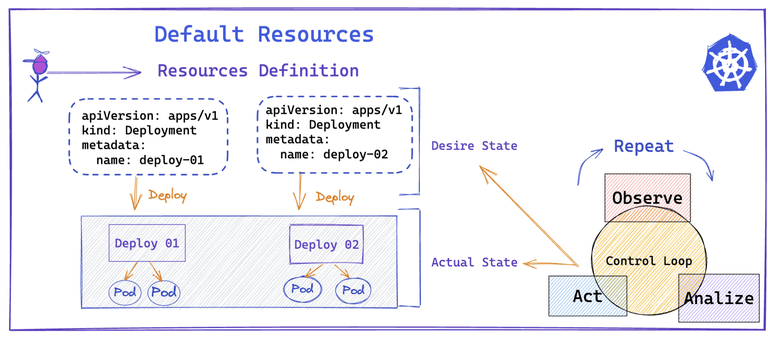 Default Resources
Resources Definition
apiVersion: apps/v1
kind: Deployment
metadata:
  name: deploy-01
apiVersion: apps/v1
kind: Deployment
metadata:
  name: deploy-02
Deploy
Deploy
Desire State
Deploy 01
Deploy 02
Pod
Pod
Pod
Pod
Actual State
Repeat
Observe
Control Loop
Act
Analize